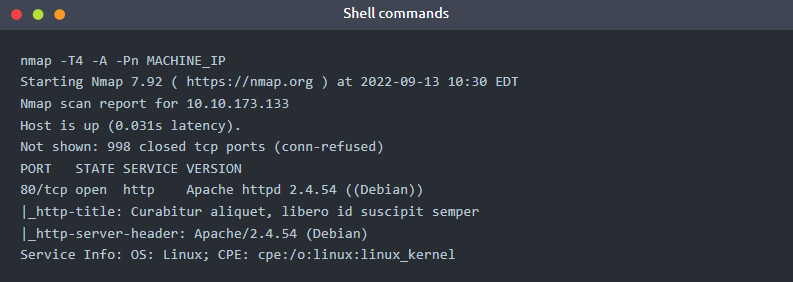 Shell commands
nmap -T4 -A -Pn MACHINE_IP
Starting Nmap 7.92 ( https://nmap.org ) at 2022-09-13 10:30 EDT
Nmap scan report for 10.10.173.133
Host is up (0.031s latency).
Not shown: 998 closed tcp ports (conn-refused)
PORT   STATE SERVICE VERSION
80/tcp open  http    Apache httpd 2.4.54 ((Debian))
|_http-title: Curabitur aliquet, libero id suscipit semper
|_http-server-header: Apache/2.4.54 (Debian)
Service Info: OS: Linux; CPE: cpe:/o:linux:linux_kernel